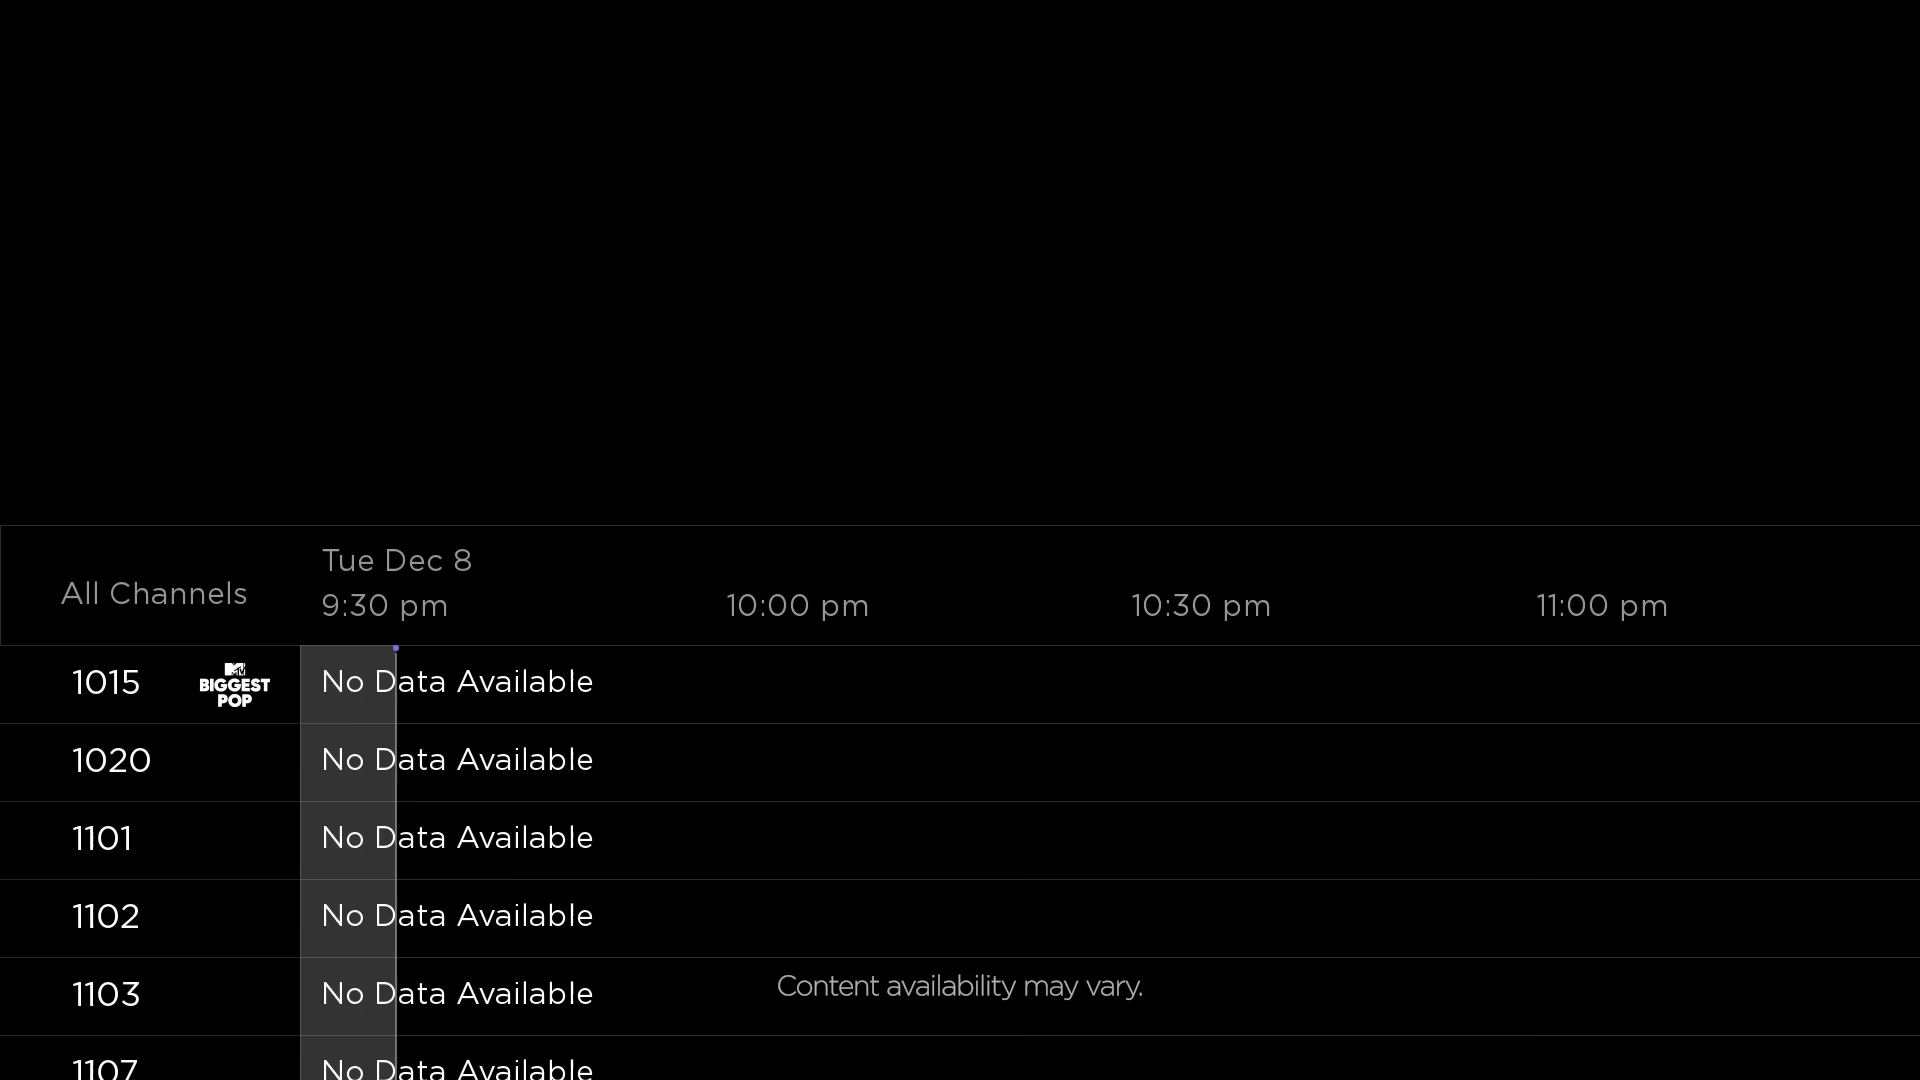 Tue Dec 8
All Channels
9:30 pm 10:00 pm 10:30 pm 11:00 pm
1015 MTV BIGGEST POP No Data Available
1020 No Data Available
1101 No Data Available
1102 No Data Available
1103 No Data Available
Content availability may vary.
1107 No Data Available